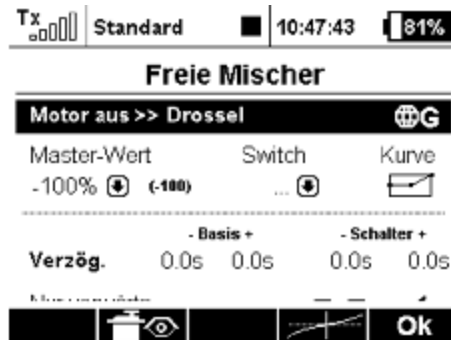 Tx Standard 10:47:43 81%
Freie Mischer
Motor aus >> Drossel G
Master-Wert Switch Kurve
-100% (-100) ...
- Basis + - Schalter +
Verzög. 0.0s 0.0s 0.0s 0.0s
Ok